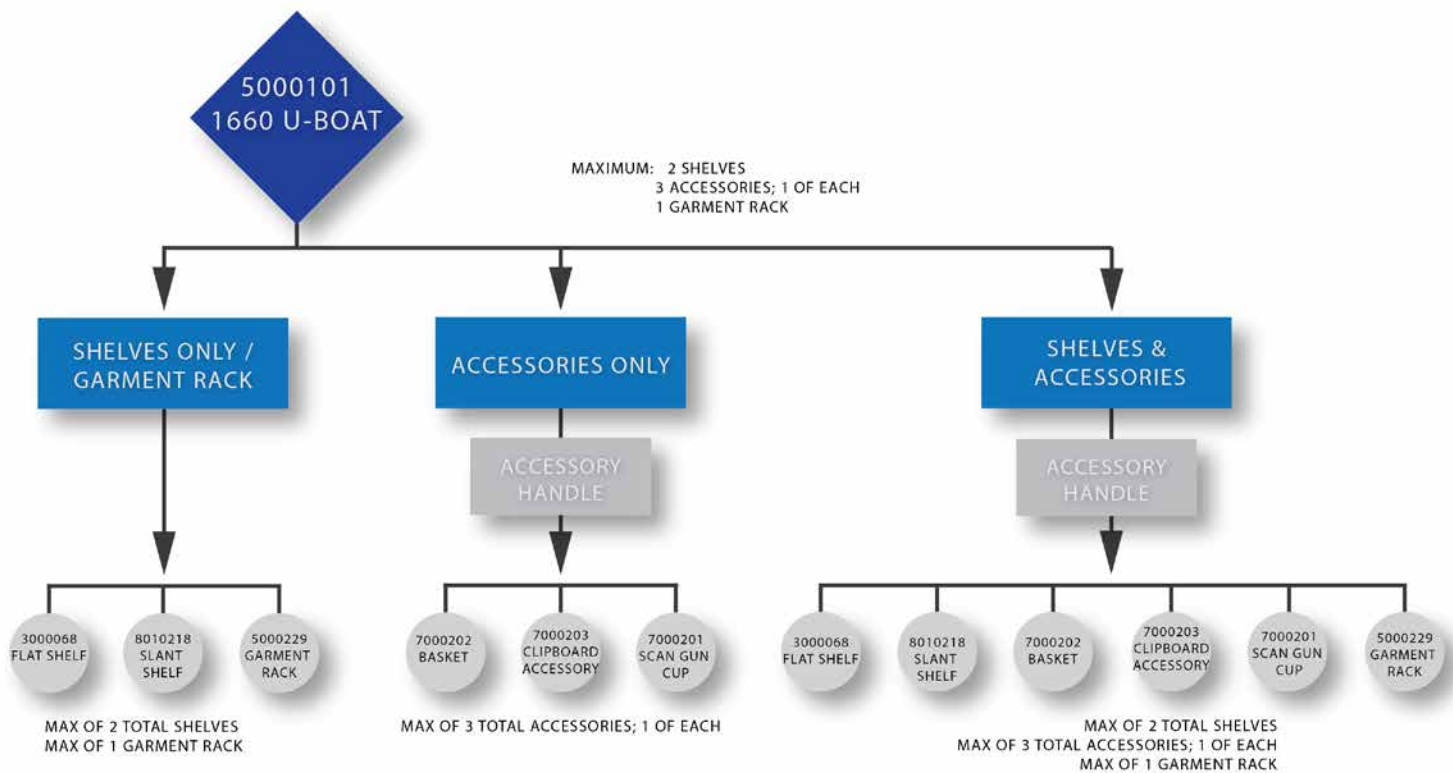 5000101
1660 U-BOAT
MAXIMUM: 2 SHELVES
3 ACCESSORIES; 1 OF EACH
1 GARMENT RACK
SHELVES ONLY /
GARMENT RACK
ACCESSORIES ONLY
SHELVES &
ACCESSORIES
ACCESSORY
HANDLE
ACCESSORY
HANDLE
3000068
FLAT SHELF
8010218
SLANT
SHELF
5000229
GARMENT
RACK
7000202
BASKET
7000203
CLIPBOARD
ACCESSORY
7000201
SCAN GUN
CUP
3000068
FLAT SHELF
8010218
SLANT
SHELF
7000202
BASKET
7000203
CLIPBOARD
ACCESSORY
7000201
SCAN GUN
CUP
5000229
GARMENT
RACK
MAX OF 2 TOTAL SHELVES
MAX OF 1 GARMENT RACK
MAX OF 3 TOTAL ACCESSORIES; 1 OF EACH
MAX OF 2 TOTAL SHELVES
MAX OF 3 TOTAL ACCESSORIES; 1 OF EACH
MAX OF 1 GARMENT RACK